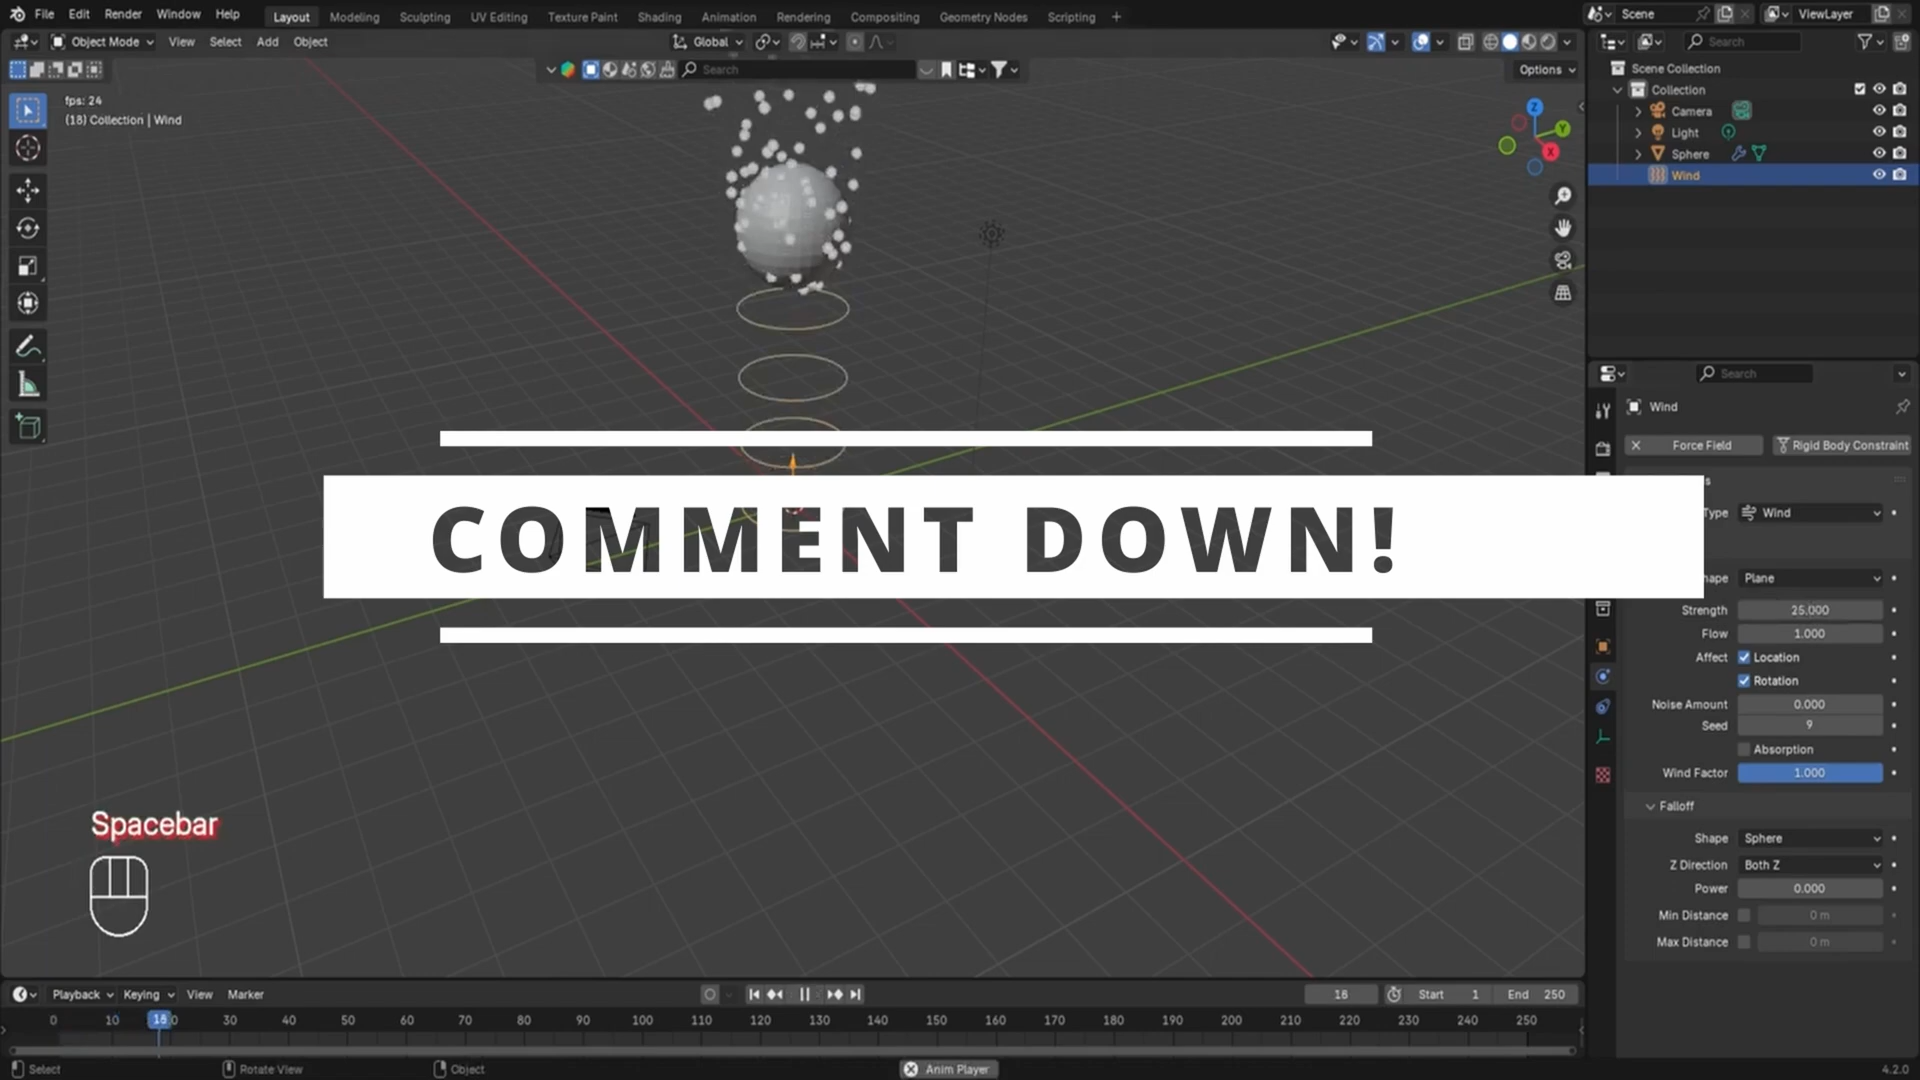 File Edit Render Window Help Layout Modeling Sculpting UV Editing Texture Paint Shading Animation Rendering Compositing Geometry Nodes Scripting + Scene ViewLayer
Object Mode View Select Add Object Global Search
Search Options
Scene Collection
Collection
Camera
Light
Sphere
Wind
fps: 24
(18) Collection | Wind
Z
Y
X
Search
Wind
Force Field Rigid Body Constraint
COMMENT DOWN!
Type Wind
Plane
Strength 25.000
Flow 1.000
Affect Location
Rotation
Noise Amount 0.000
Seed 9
Absorption
Wind Factor 1.000
Falloff
Shape Sphere
Z Direction Both Z
Power 0.000
Min Distance 0 m
Max Distance 0 m
Spacebar
Playback Keying View Marker 18 Start 1 End 250
0 10 18 30 40 50 60 70 80 90 100 110 120 130 140 150 160 170 180 190 200 210 220 230 240 250
Select Rotate View Object Anim Player 4.2.0